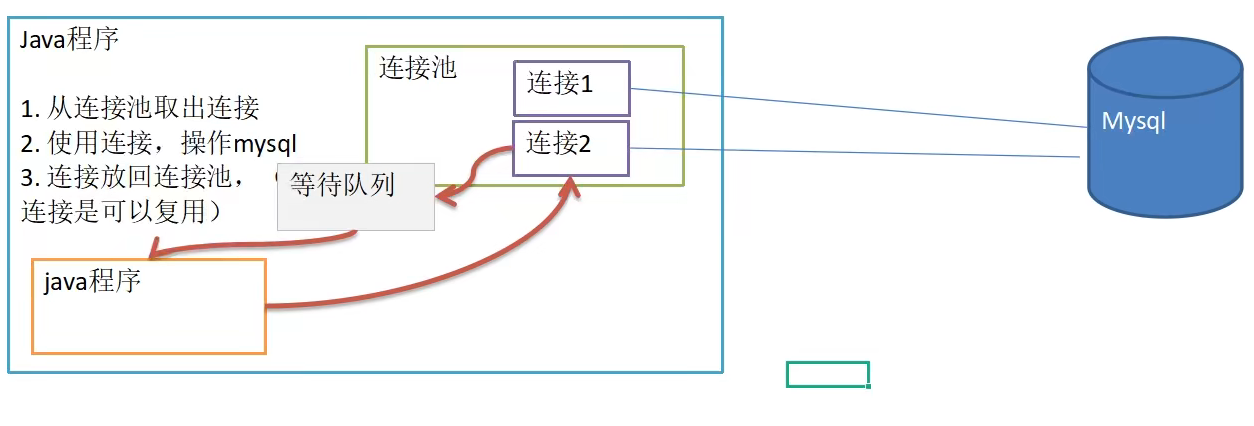 Java程序
连接池
连接1
1. 从连接池取出连接
2. 使用连接，操作mysql
连接2
3. 连接放回连接池，（
连接是可以复用）
等待队列
java程序
Mysql